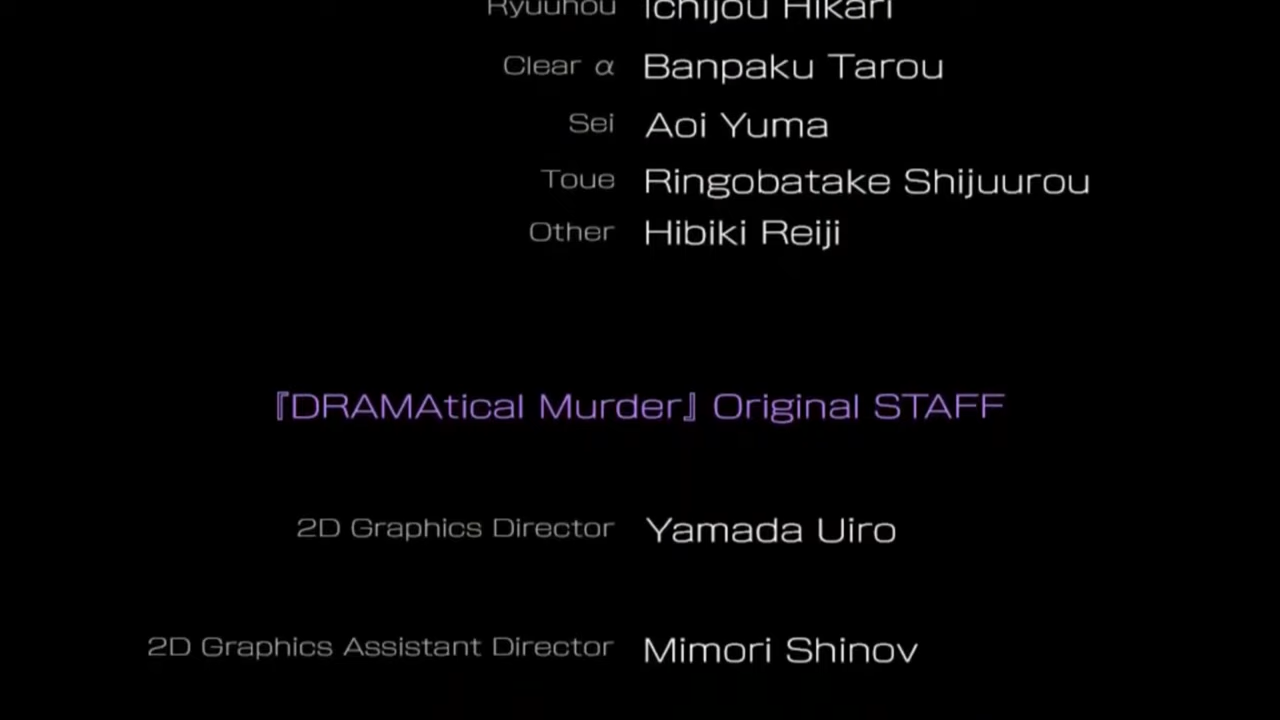 Ryuuhou Ichijou Hikari
Clear α Banpaku Tarou
Sei Aoi Yuma
Toue Ringobatake Shijuurou
Other Hibiki Reiji
『DRAMAtical Murder』 Original STAFF
2D Graphics Director Yamada Uiro
2D Graphics Assistant Director Mimori Shinov